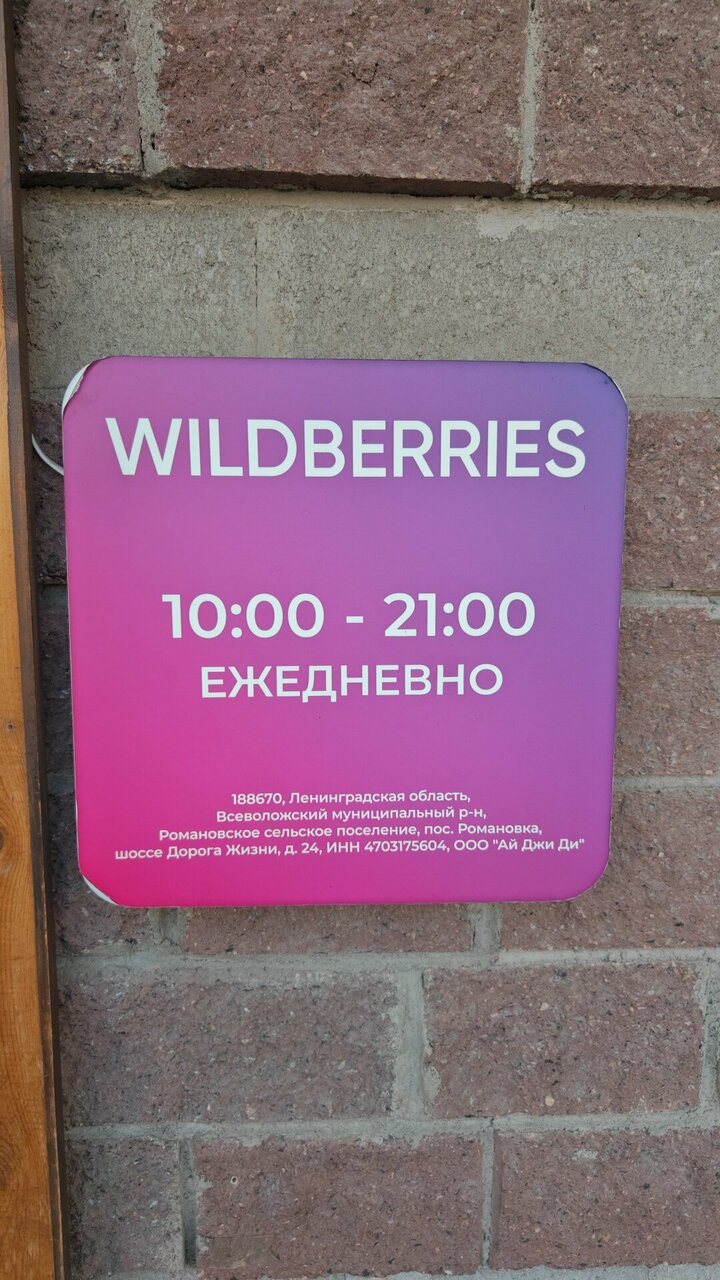 WILDBERRIES
10:00 - 21:00
ЕЖЕДНЕВНО
188670, Ленинградская область,
Всеволожский муниципальный р-н,
Романовское сельское поселение, пос. Романовка,
шоссе Дорога Жизни, д. 24, ИНН 4703175604, ООО "Ай Джи Ди"